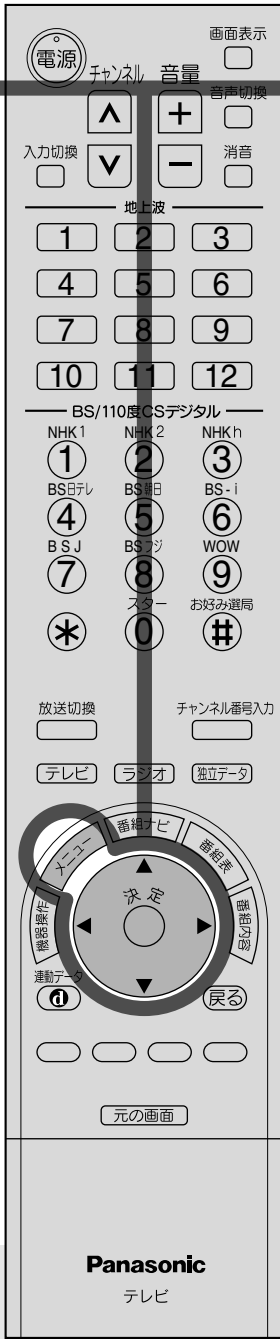 画面表示
電源
チャンネル 音量
音声切換
入力切換
消音
地上波
1 2 3
4 5 6
7 8 9
10 11 12
BS/110度CSデジタル
NHK1 NHK2 NHKh
1 2 3
BS日テレ BS朝日 BS-i
4 5 6
BSJ BSフジ WOW
7 8 9
スター お好み選局
* 0 #
放送切換 チャンネル番号入力
テレビ ラジオ 独立データ
メニュー 番組ナビ 番組表
機器操作 決定 番組内容
連動データ
d 戻る
元の画面
Panasonic
テレビ